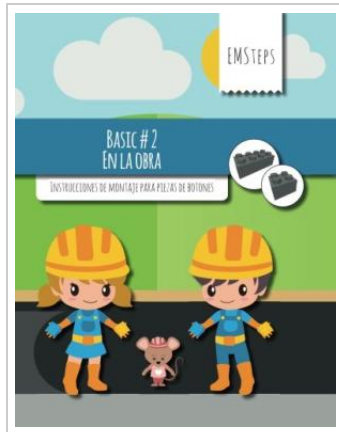 EMSTEPS
BASIC # 2
EN LA OBRA
INSTRUCCIONES DE MONTAJE PARA PIEZAS DE BOTONES